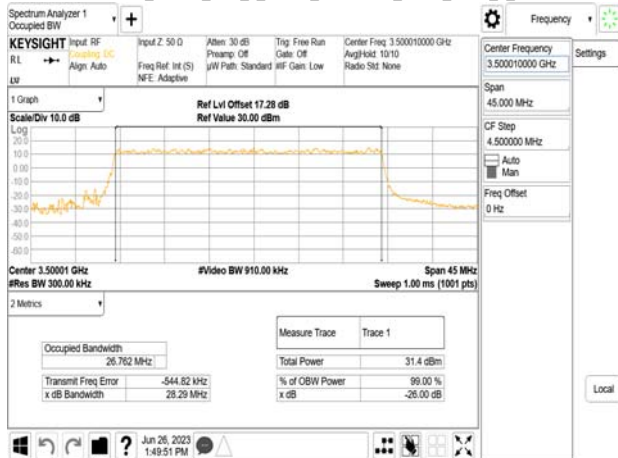 Spectrum Analyzer 1
Occupied BW
Frequency
KEYSIGHT
Input: RF
Coupling: DC
Align: Auto
Input Z: 50 Ω
Freq Ref: Int (S)
NFE: Adaptive
Atten: 30 dB
Preamp: Off
µW Path: Standard
Trig: Free Run
Gate: Off
#IF Gain: Low
Center Freq: 3.500010000 GHz
Avg|Hold: 10/10
Radio Std: None
RL
Center Frequency
3.500010000 GHz
Settings
Span
45.000 MHz
CF Step
4.500000 MHz
Auto
Man
Freq Offset
0 Hz
Local
1 Graph
Scale/Div 10.0 dB
Ref Lvl Offset 17.28 dB
Ref Value 30.00 dBm
Log
20.0
10.0
0.00
-10.0
-20.0
-30.0
-40.0
-50.0
-60.0
Center 3.50001 GHz
#Res BW 300.00 kHz
#Video BW 910.00 kHz
Span 45 MHz
Sweep 1.00 ms (1001 pts)
2 Metrics
Measure Trace Trace 1
Occupied Bandwidth
26.762 MHz
Total Power 31.4 dBm
Transmit Freq Error -544.82 kHz
% of OBW Power 99.00 %
x dB Bandwidth 28.29 MHz
x dB -26.00 dB
Jun 26, 2023
1:49:51 PM